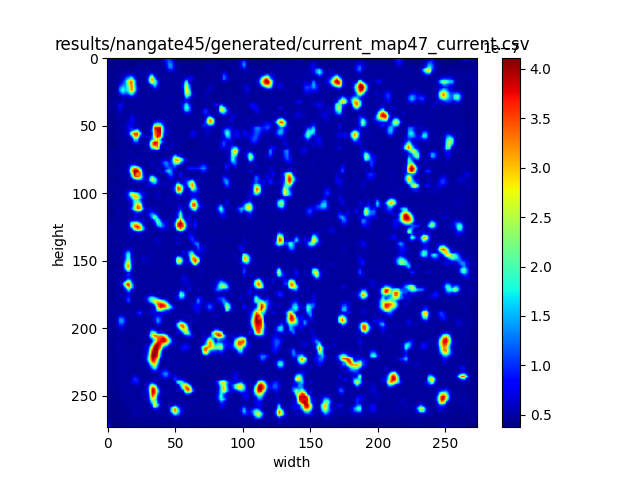 results/nangate45/generated/current_map47_current.csv
1e−7
0
50
100
150
200
250
height
0 50 100 150 200 250
width
4.0
3.5
3.0
2.5
2.0
1.5
1.0
0.5